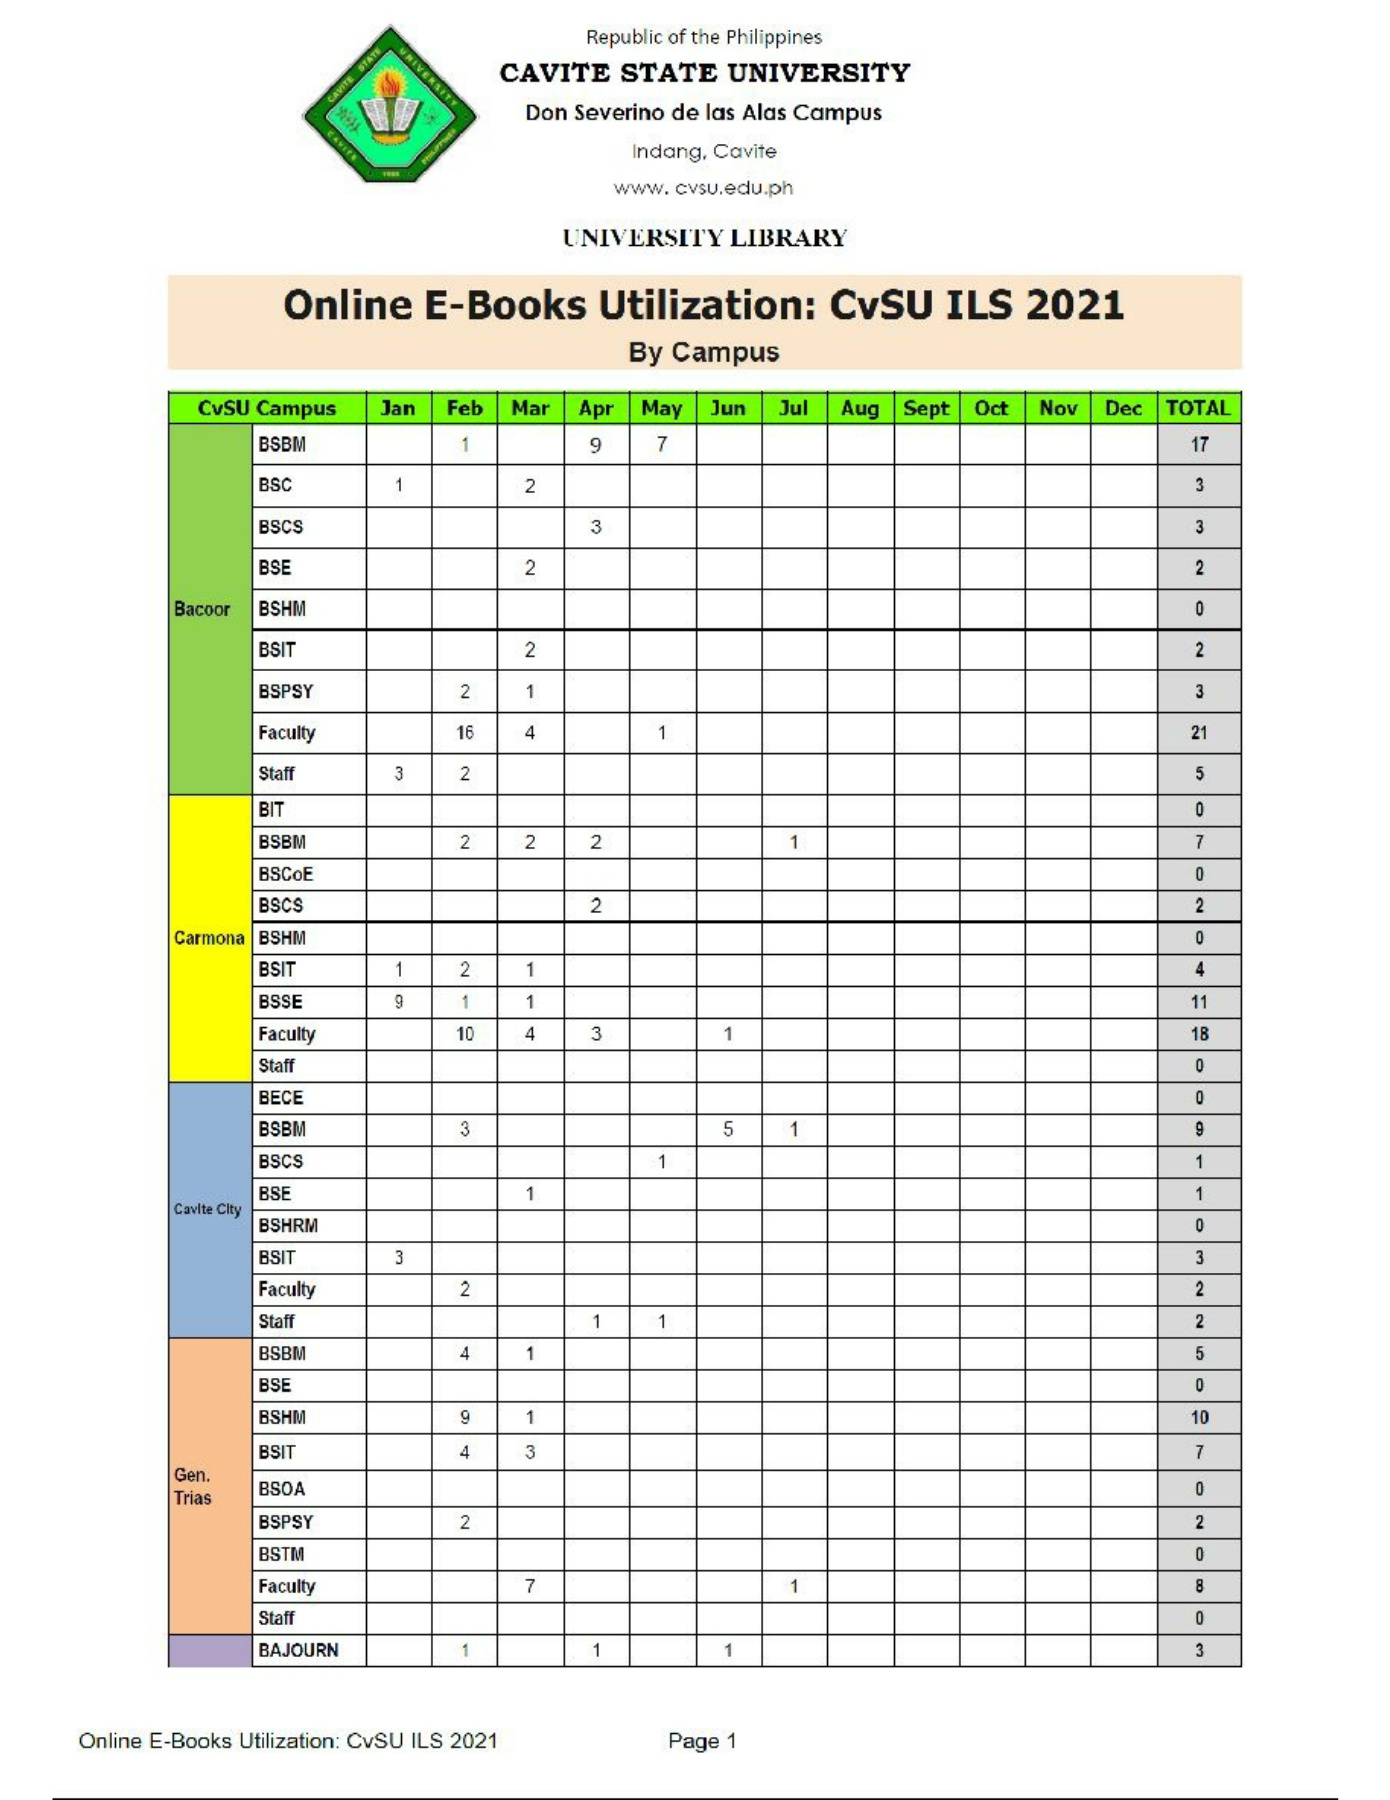 Republic of the Philippines
CAVITE STATE UNIVERSITY
Don Severino de las Alas Campus
Indang, Cavite
www. cvsu.edu.ph
CAVITE STATE UNIVERSITY
CAVITE PHILIPPINES
UNIVERSITY LIBRARY
Online E-Books Utilization: CvSU ILS 2021
By Campus
CvSU Campus Jan Feb Mar Apr May Jun Jul Aug Sept Oct Nov Dec TOTAL
Bacoor
BSBM 1 9 7 17
BSC 1 2 3
BSCS 3 3
BSE 2 2
BSHM 0
BSIT 2 2
BSPSY 2 1 3
Faculty 16 4 1 21
Staff 3 2 5
Carmona
BIT 0
BSBM 2 2 2 1 7
BSCoE 0
BSCS 2 2
BSHM 0
BSIT 1 2 1 4
BSSE 9 1 1 11
Faculty 10 4 3 1 18
Staff 0
Cavite City
BECE 0
BSBM 3 5 1 9
BSCS 1 1
BSE 1 1
BSHRM 0
BSIT 3 3
Faculty 2 2
Staff 1 1 2
Gen.
Trias
BSBM 4 1 5
BSE 0
BSHM 9 1 10
BSIT 4 3 7
BSOA 0
BSPSY 2 2
BSTM 0
Faculty 7 1 8
Staff 0
BAJOURN 1 1 1 3
Online E-Books Utilization: CvSU ILS 2021 Page 1